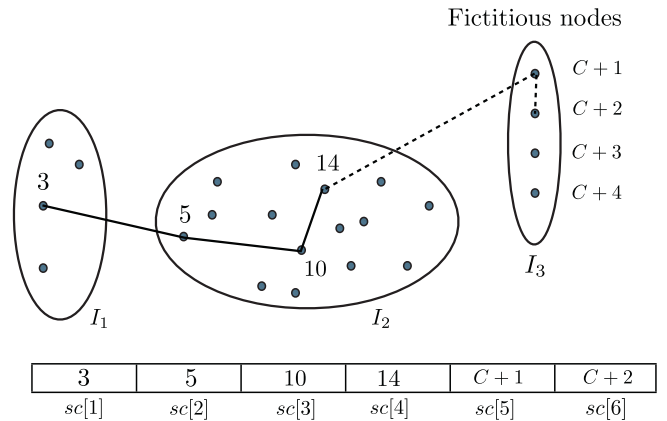 Fictitious nodes
C + 1
C + 2
C + 3
C + 4
3
5
14
10
I₁
I₂
I₃
3 5 10 14 C + 1 C + 2
sc[1] sc[2] sc[3] sc[4] sc[5] sc[6]